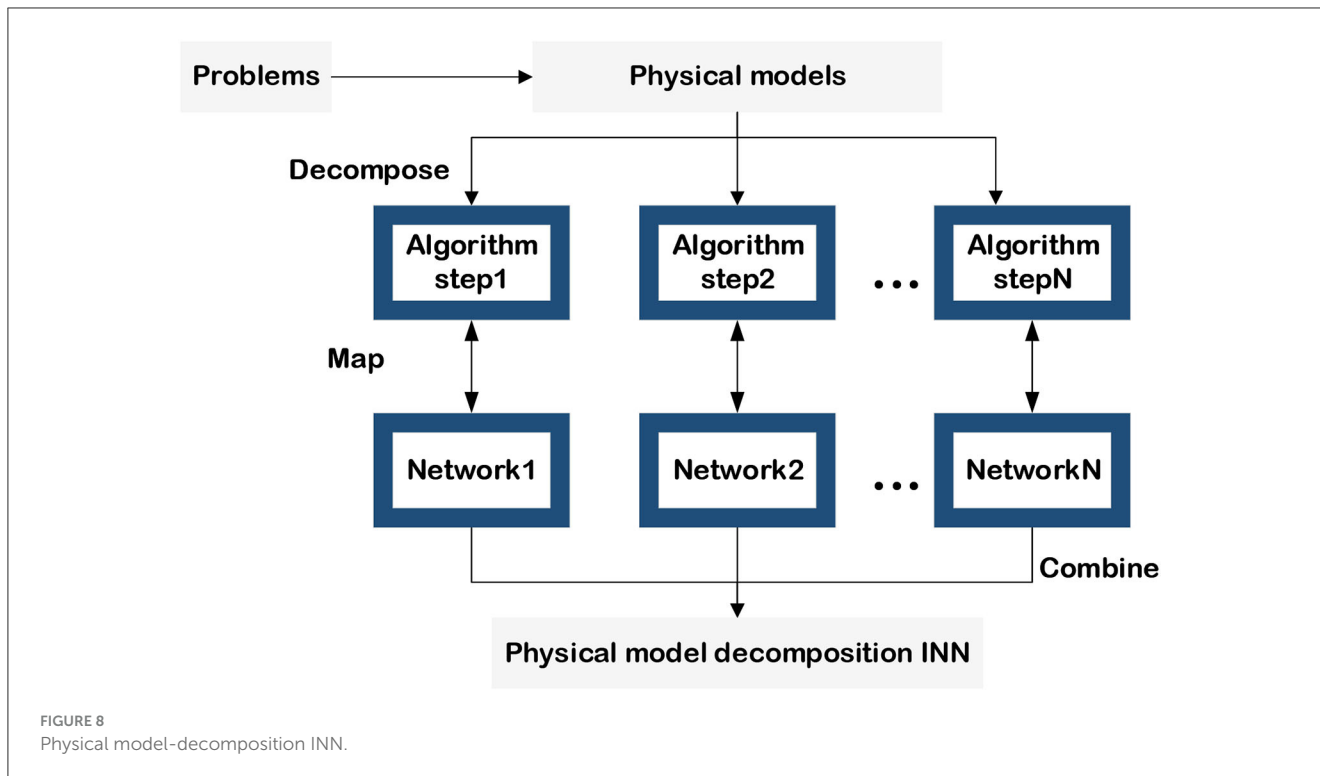 Problems
Physical models
Decompose
Algorithm
step1
Algorithm
step2
...
Algorithm
stepN
Map
Network1
Network2
...
NetworkN
Combine
Physical model decomposition INN
FIGURE 8
Physical model-decomposition INN.